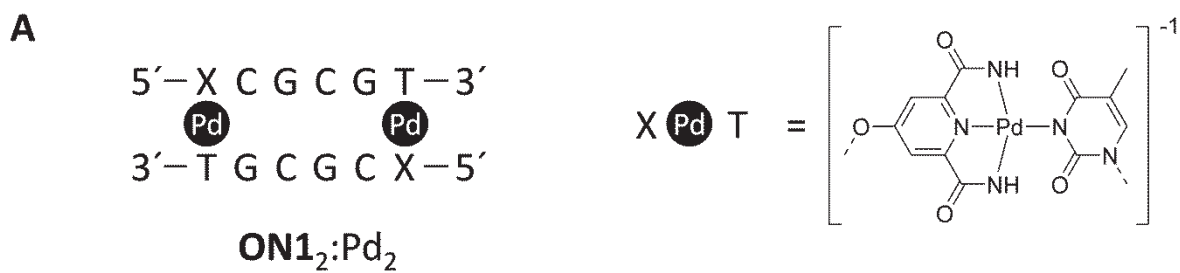 A
5´–X C G C G T–3´
Pd Pd
3´–T G C G C X–5´
ON1₂:Pd₂
X Pd T =
-1
O
NH O
O N Pd N
N
NH O
O